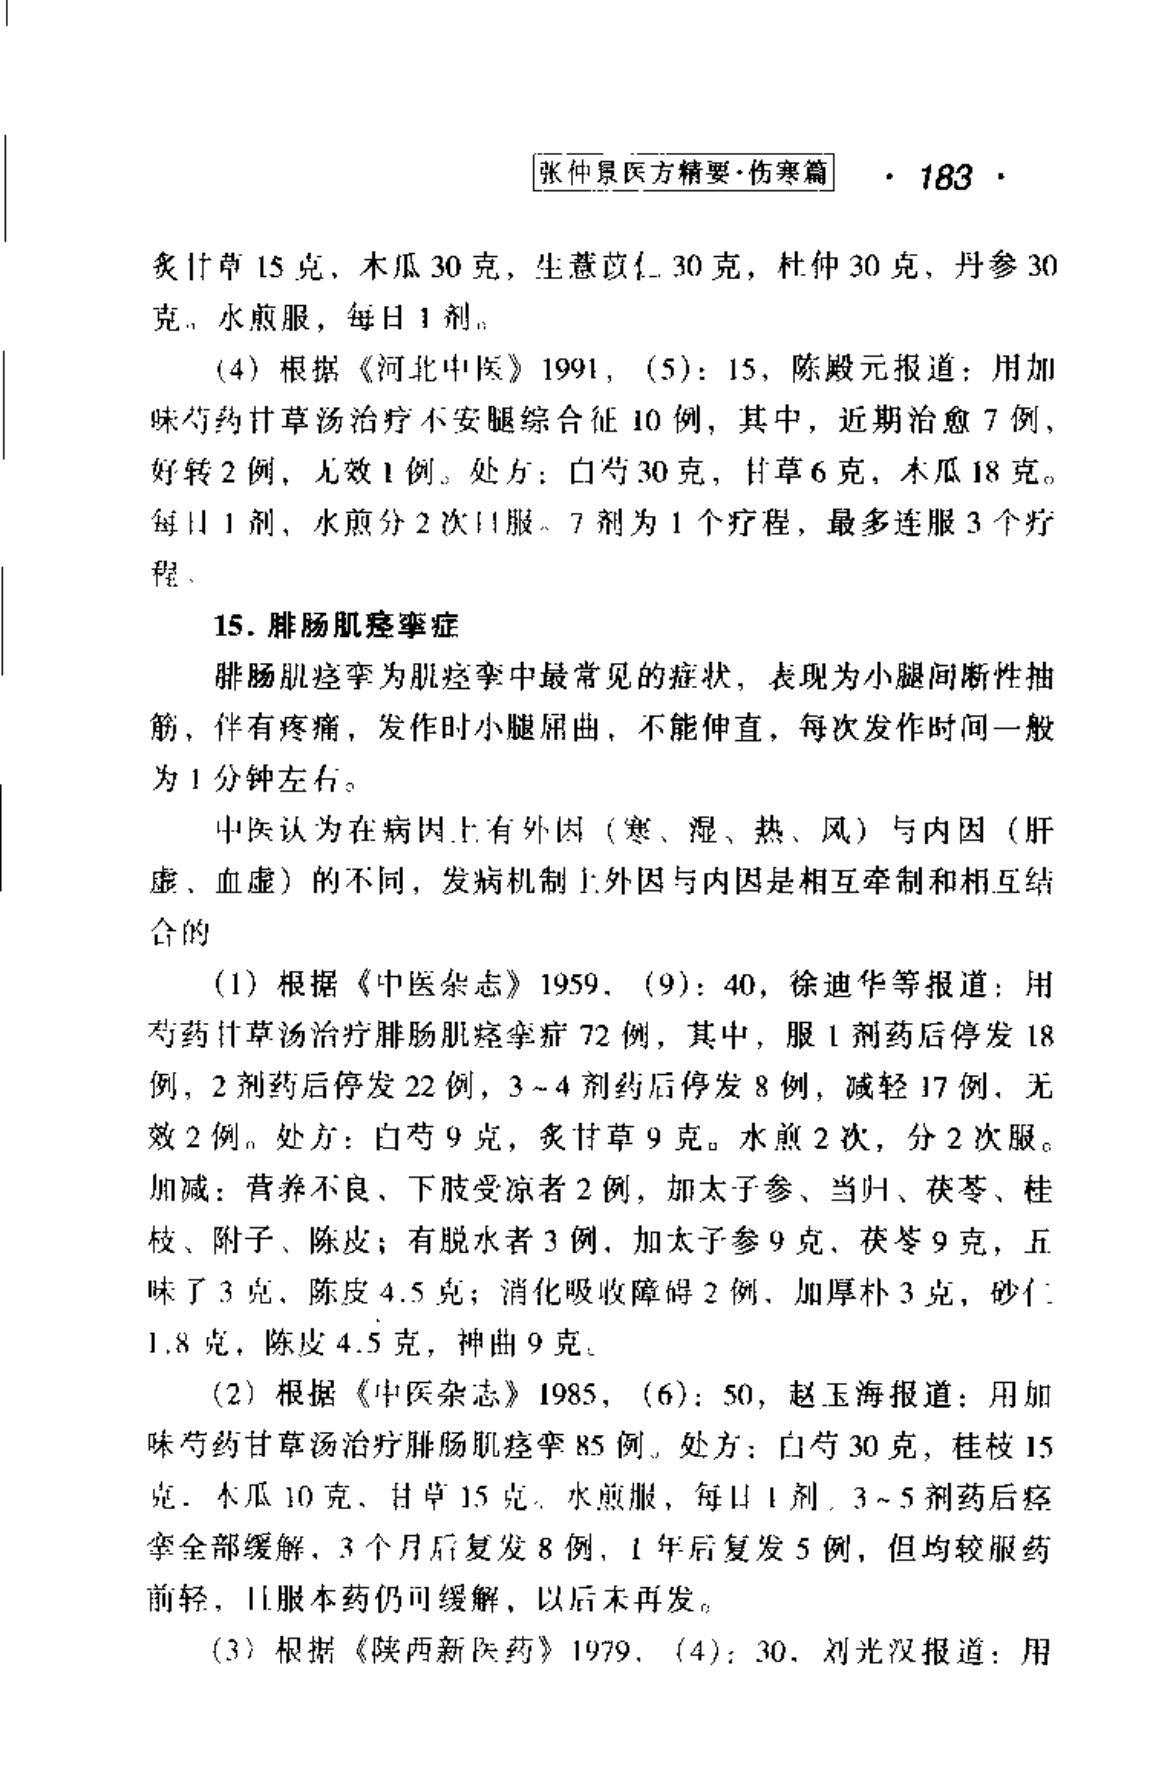 张仲景医方精要·伤寒篇 · 183 ·
炙甘草 15 克，木瓜 30 克，生薏苡仁 30 克，杜仲 30 克，丹参 30
克。水煎服，每日 1 剂。
（4）根据《河北中医》1991，（5）：15，陈殿元报道：用加
味芍药甘草汤治疗不安腿综合征 10 例，其中，近期治愈 7 例，
好转 2 例，无效 1 例。处方：白芍 30 克，甘草 6 克，木瓜 18 克。
每日 1 剂，水煎分 2 次口服。7 剂为 1 个疗程，最多连服 3 个疗
程。
15. 腓肠肌痉挛症
腓肠肌痉挛为肌痉挛中最常见的症状，表现为小腿间断性抽
筋，伴有疼痛，发作时小腿屈曲，不能伸直，每次发作时间一般
为 1 分钟左右。
中医认为在病因上有外因（寒、湿、热、风）与内因（肝
虚、血虚）的不同，发病机制上外因与内因是相互牵制和相互结
合的
（1）根据《中医杂志》1959，（9）：40，徐迪华等报道：用
芍药甘草汤治疗腓肠肌痉挛症 72 例，其中，服 1 剂药后停发 18
例，2 剂药后停发 22 例，3～4 剂药后停发 8 例，减轻 17 例，无
效 2 例。处方：白芍 9 克，炙甘草 9 克。水煎 2 次，分 2 次服。
加减：营养不良、下肢受凉者 2 例，加太子参、当归、茯苓、桂
枝、附子、陈皮；有脱水者 3 例，加太子参 9 克，茯苓 9 克，五
味子 3 克，陈皮 4.5 克；消化吸收障碍 2 例，加厚朴 3 克，砂仁
1.8 克，陈皮 4.5 克，神曲 9 克。
（2）根据《中医杂志》1985，（6）：50，赵玉海报道：用加
味芍药甘草汤治疗腓肠肌痉挛 85 例。处方：白芍 30 克，桂枝 15
克，木瓜 10 克，甘草 15 克。水煎服，每日 1 剂。3～5 剂药后痉
挛全部缓解，3 个月后复发 8 例，1 年后复发 5 例，但均较服药
前轻，且服本药仍可缓解，以后未再发。
（3）根据《陕西新医药》1979，（4）：30，刘光汉报道：用